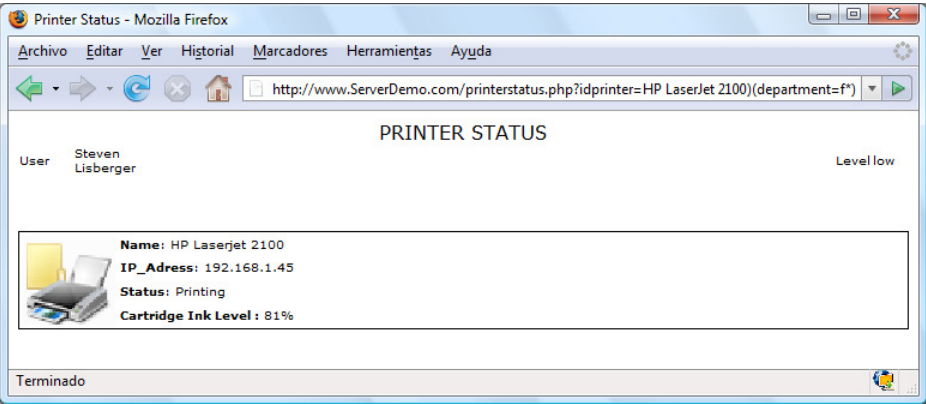 Printer Status - Mozilla Firefox
Archivo Editar Ver Historial Marcadores Herramientas Ayuda
http://www.ServerDemo.com/printerstatus.php?idprinter=HP LaserJet 2100)(department=f*)
PRINTER STATUS
User Steven Lisberger Level low
Name: HP Laserjet 2100
IP_Adress: 192.168.1.45
Status: Printing
Cartridge Ink Level : 81%
Terminado